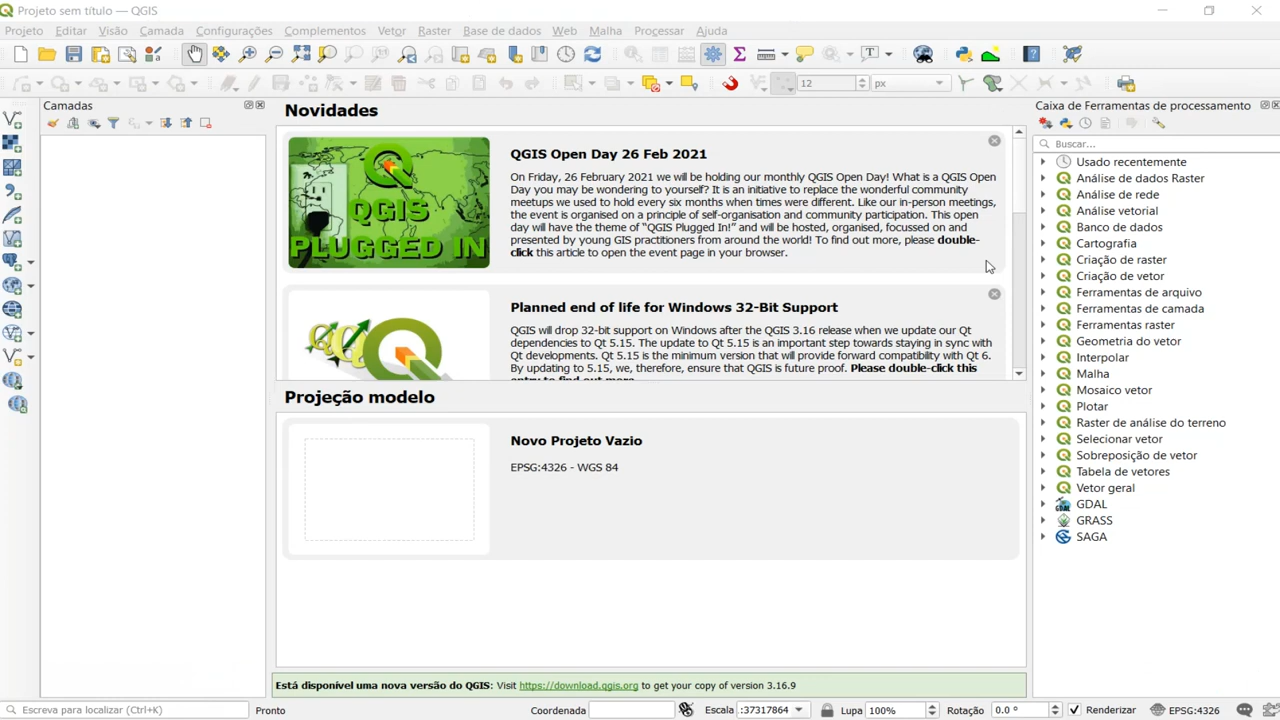 Projeto sem título — QGIS
Projeto Editar Visão Camada Configurações Complementos Vetor Raster Base de dados Web Malha Processar Ajuda
12 px
Camadas
Novidades
QGIS PLUGGED IN
QGIS Open Day 26 Feb 2021
On Friday, 26 February 2021 we will be holding our monthly QGIS Open Day! What is a QGIS Open
Day you may be wondering to yourself? It is an initiative to replace the wonderful community
meetups we used to hold every six months when times were different. Like our in-person meetings,
the event is organised on a principle of self-organisation and community participation. This open
day will have the theme of “QGIS Plugged In!” and will be hosted, organised, focussed on and
presented by young GIS practitioners from around the world! To find out more, please double-
click this article to open the event page in your browser.
Planned end of life for Windows 32-Bit Support
QGIS will drop 32-bit support on Windows after the QGIS 3.16 release when we update our Qt
dependencies to Qt 5.15. The update to Qt 5.15 is an important step towards staying in sync with
Qt developments. Qt 5.15 is the minimum version that will provide forward compatibility with Qt 6.
By updating to 5.15, we, therefore, ensure that QGIS is future proof. Please double-click this
entry to find out more.
Projeção modelo
Novo Projeto Vazio
EPSG:4326 - WGS 84
Está disponível uma nova versão do QGIS: Visit https://download.qgis.org to get your copy of version 3.16.9
Caixa de Ferramentas de processamento
Buscar...
Usado recentemente
Análise de dados Raster
Análise de rede
Análise vetorial
Banco de dados
Cartografia
Criação de raster
Criação de vetor
Ferramentas de arquivo
Ferramentas de camada
Ferramentas raster
Geometria do vetor
Interpolar
Malha
Mosaico vetor
Plotar
Raster de análise do terreno
Selecionar vetor
Sobreposição de vetor
Tabela de vetores
Vetor geral
GDAL
GRASS
SAGA
Escreva para localizar (Ctrl+K) Pronto Coordenada Escala :37317864 Lupa 100% Rotação 0.0 ° Renderizar EPSG:4326